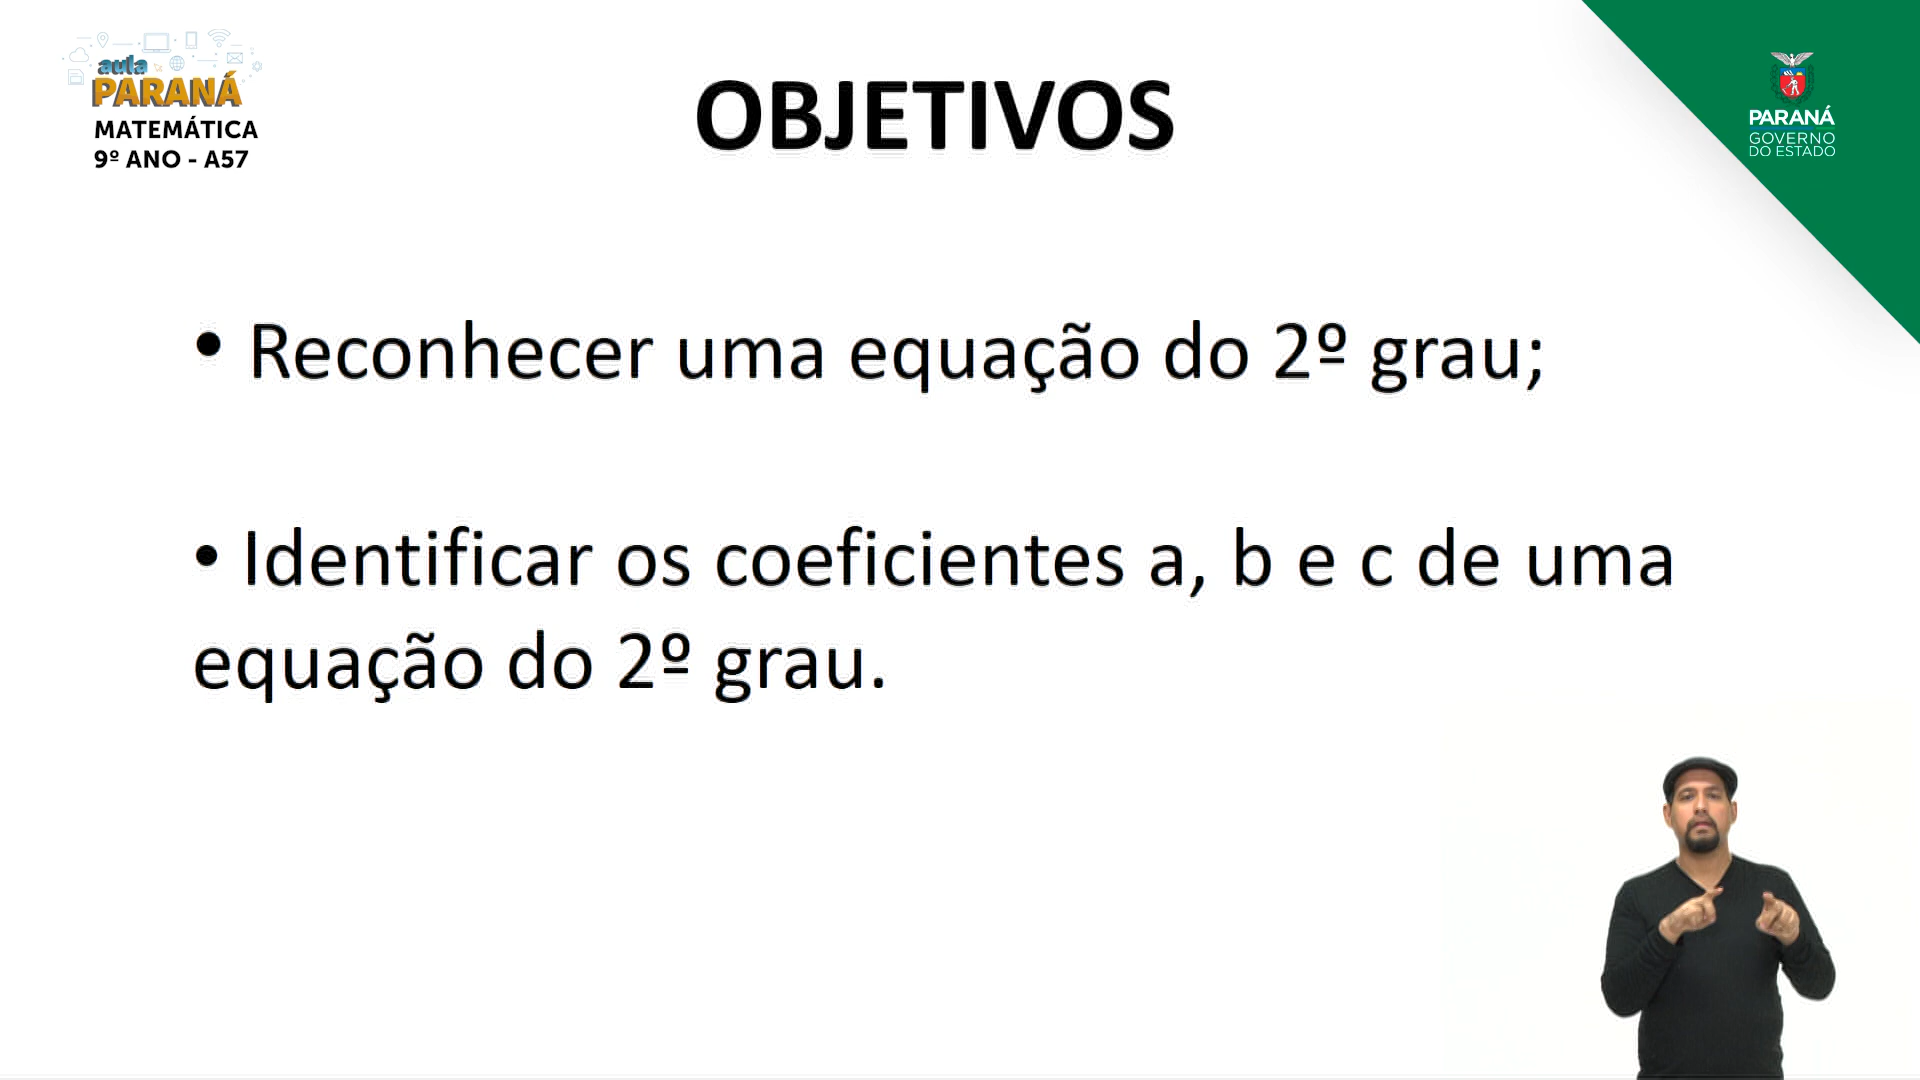 aula
PARANÁ
MATEMÁTICA
9º ANO - A57
OBJETIVOS
PARANÁ
GOVERNO
DO ESTADO
• Reconhecer uma equação do 2º grau;
• Identificar os coeficientes a, b e c de uma
equação do 2º grau.